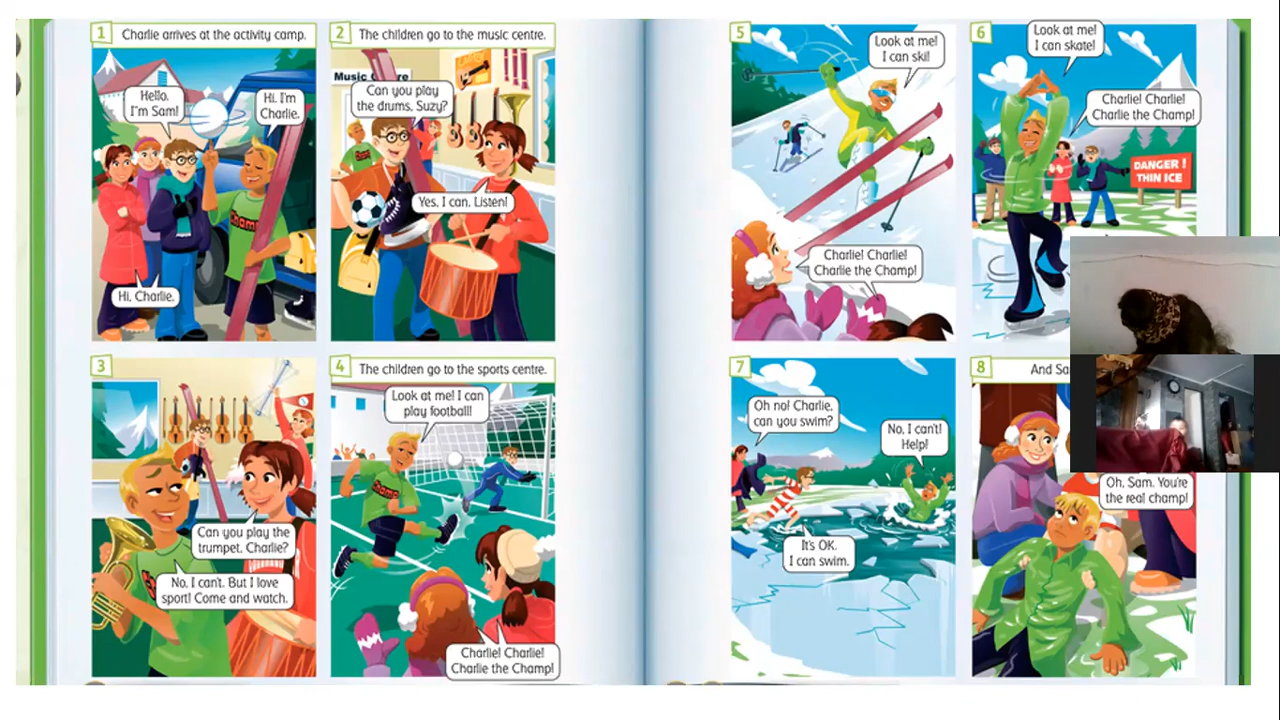 1
Charlie arrives at the activity camp.
Hello.
I'm Sam!
Hi. I'm
Charlie.
Champ
Hi, Charlie.
2
The children go to the music centre.
Music
Can you play
the drums, Suzy?
Yes, I can. Listen!
3
Can you play the
trumpet, Charlie?
No, I can't. But I love
sport! Come and watch.
4
The children go to the sports centre.
Look at me! I can
play football!
Champ
Charlie! Charlie!
Charlie the Champ!
5
Look at me!
I can ski!
Charlie! Charlie!
Charlie the Champ!
6
Look at me!
I can skate!
Charlie! Charlie!
Charlie the Champ!
DANGER!
THIN ICE
7
Oh no! Charlie,
can you swim?
No, I can't!
Help!
It's OK.
I can swim.
8
And Sa
Oh, Sam. You're
the real champ!